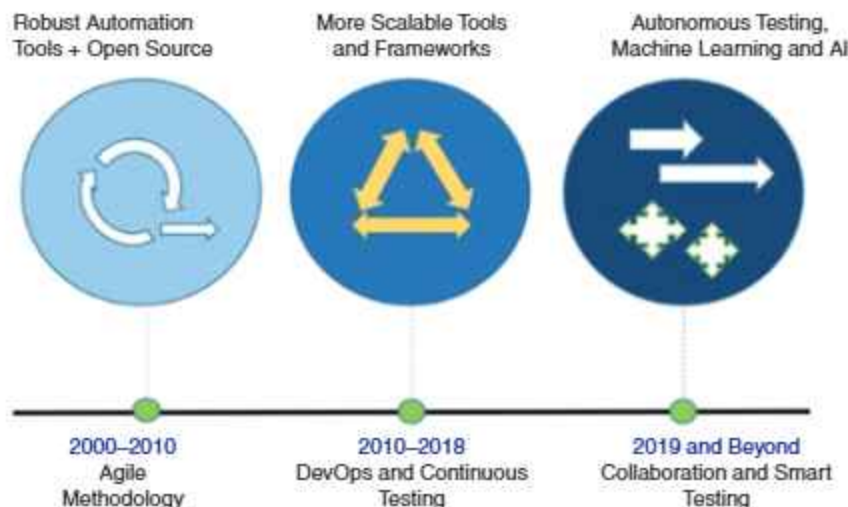 Robust Automation
Tools + Open Source
More Scalable Tools
and Frameworks
Autonomous Testing,
Machine Learning and AI
2000–2010
Agile
Methodology
2010–2018
DevOps and Continuous
Testing
2019 and Beyond
Collaboration and Smart
Testing